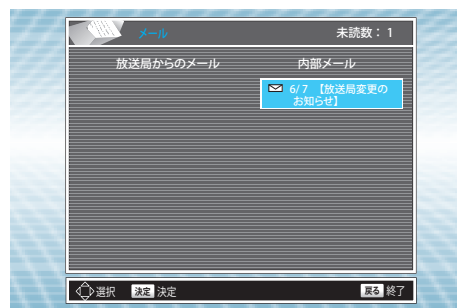 メール
未読数：1
放送局からのメール
内部メール
6/7 【放送局変更の
お知らせ】
選択 決定 決定
戻る 終了